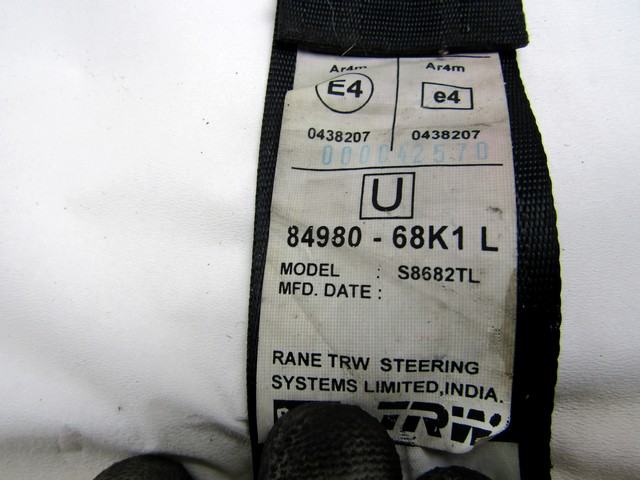 Ar4m Ar4m
E4 e4
0438207 0438207
000042570
U
84980 - 68K1 L
MODEL : S8682TL
MFD. DATE :
RANE TRW STEERING
SYSTEMS LIMITED, INDIA.
TRW